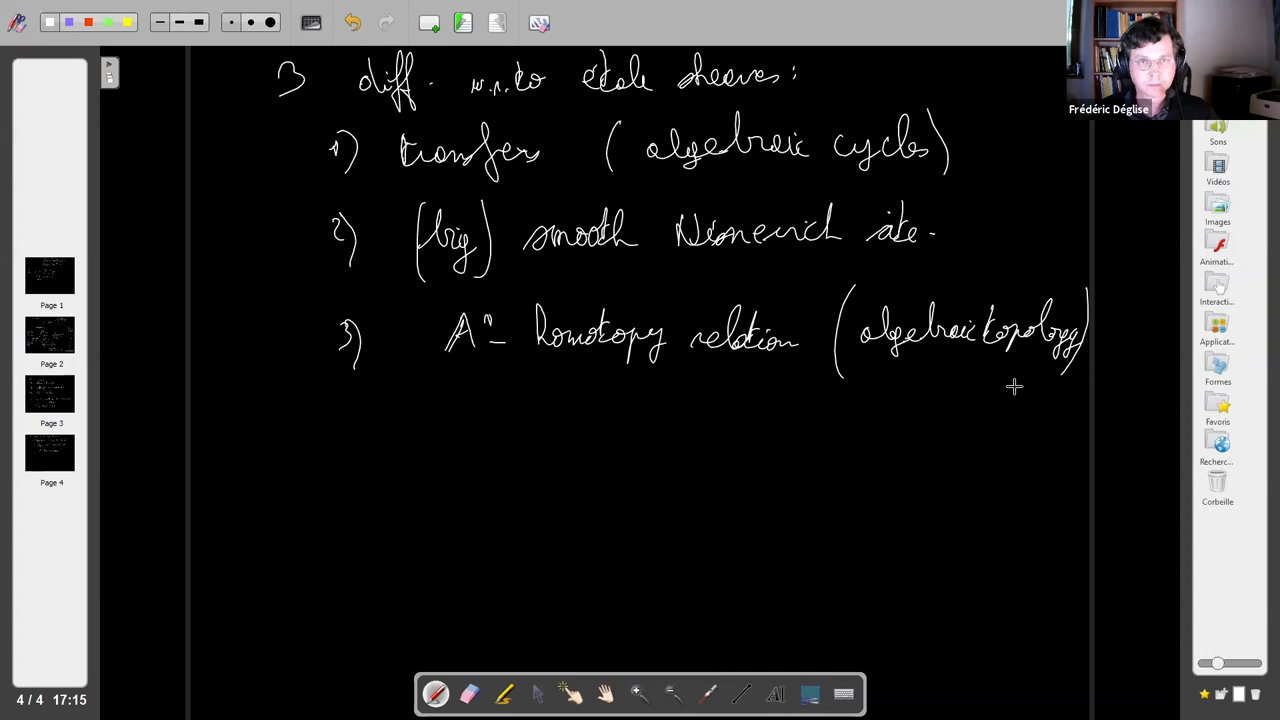 Frédéric Déglise
3 diff. w.r.to étale sheaves:
1) transfers (algebraic cycles)
2) (big) smooth Nisnevich site.
3) A¹- homotopy relation (algebraic topology)
Page 1
Page 2
Page 3
Page 4
Sons
Vidéos
Images
Animati...
Interacti...
Applicat...
Formes
Favoris
Recherc...
Corbeille
4 / 4 17:15
AI